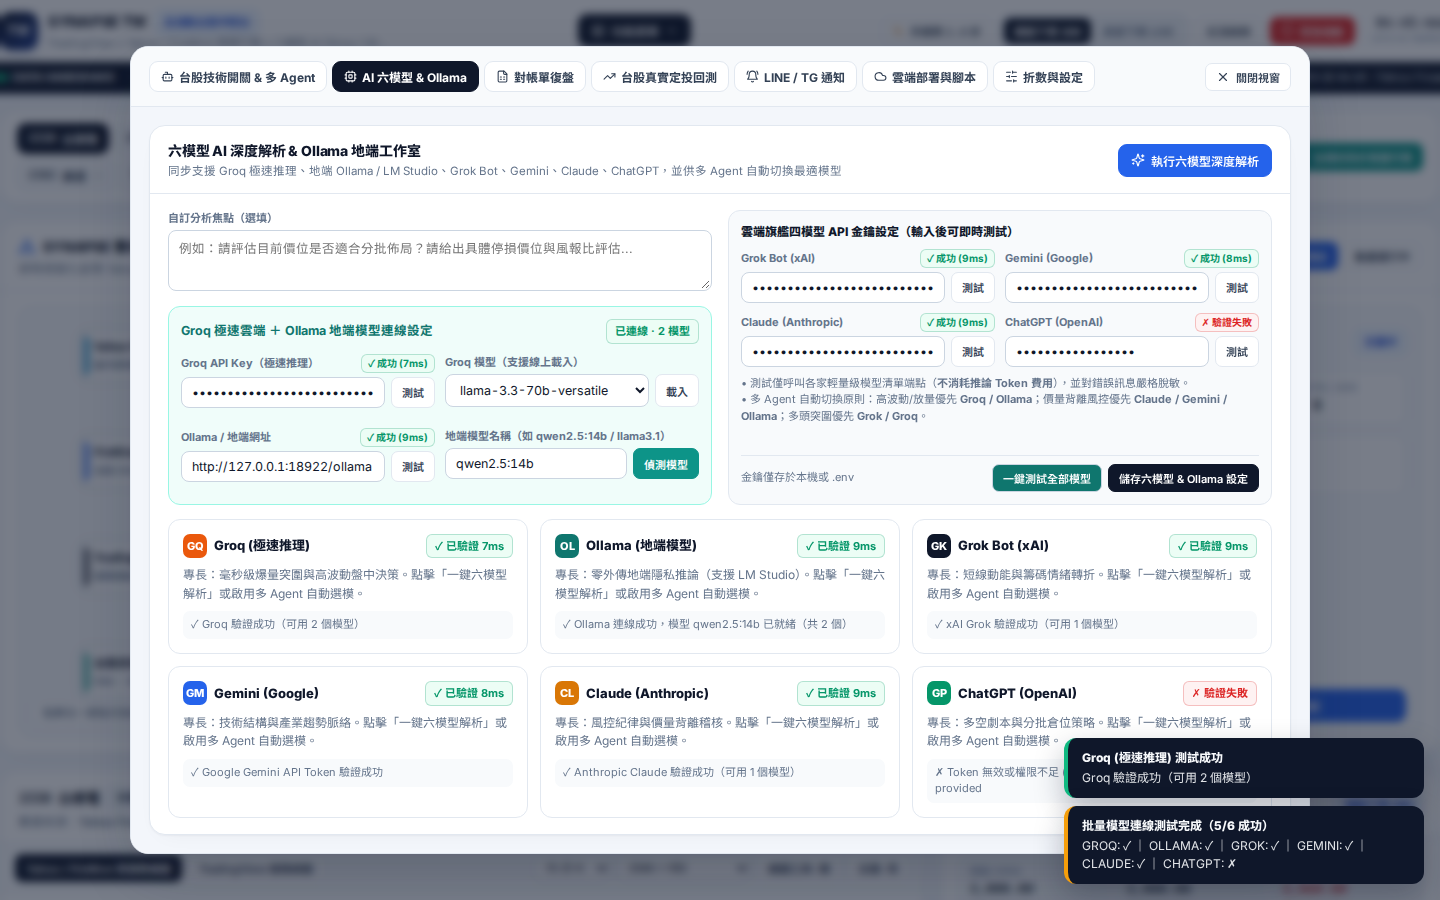 台股技術開關 & 多 Agent
AI 六模型 & Ollama
對帳單復盤
台股真實定投回測
LINE / TG 通知
雲端部署與腳本
折數與設定
✕ 關閉視窗
六模型 AI 深度解析 & Ollama 地端工作室
同步支援 Groq 極速推理、地端 Ollama / LM Studio、Grok Bot、Gemini、Claude、ChatGPT，並供多 Agent 自動切換最適模型
執行六模型深度解析
自訂分析焦點（選填）
例如：請評估目前價位是否適合分批佈局？請給出具體停損價位與風報比評估...
Groq 極速雲端 ＋ Ollama 地端模型連線設定
已連線 · 2 模型
Groq API Key（極速推理）
✓ 成功 (7ms)
Groq 模型（支援線上載入）
••••••••••••••••••••••••••
測試
llama-3.3-70b-versatile
載入
Ollama / 地端網址
✓ 成功 (9ms)
地端模型名稱（如 qwen2.5:14b / llama3.1）
http://127.0.0.1:18922/ollama
測試
qwen2.5:14b
偵測模型
雲端旗艦四模型 API 金鑰設定（輸入後可即時測試）
Grok Bot (xAI)
✓ 成功 (9ms)
Gemini (Google)
✓ 成功 (8ms)
••••••••••••••••••••••••••
測試
••••••••••••••••••••••••••
測試
Claude (Anthropic)
✓ 成功 (9ms)
ChatGPT (OpenAI)
✗ 驗證失敗
••••••••••••••••••••••••••
測試
•••••••••••••••••
測試
• 測試僅呼叫各家輕量級模型清單端點（不消耗推論 Token 費用），並對錯誤訊息嚴格脫敏。
• 多 Agent 自動切換原則：高波動/放量優先 Groq / Ollama；價量背離風控優先 Claude / Gemini /
Ollama；多頭突圍優先 Grok / Groq。
金鑰僅存於本機或 .env
一鍵測試全部模型
儲存六模型 & Ollama 設定
GQ Groq (極速推理)
✓ 已驗證 7ms
專長：毫秒級爆量突圍與高波動盤中決策。點擊「一鍵六模型
解析」或啟用多 Agent 自動選模。
✓ Groq 驗證成功（可用 2 個模型）
OL Ollama (地端模型)
✓ 已驗證 9ms
專長：零外傳地端隱私推論（支援 LM Studio）。點擊「一鍵六
模型解析」或啟用多 Agent 自動選模。
✓ Ollama 連線成功，模型 qwen2.5:14b 已就緒（共 2 個）
GK Grok Bot (xAI)
✓ 已驗證 9ms
專長：短線動能與籌碼情緒轉折。點擊「一鍵六模型解析」或
啟用多 Agent 自動選模。
✓ xAI Grok 驗證成功（可用 1 個模型）
GM Gemini (Google)
✓ 已驗證 8ms
專長：技術結構與產業趨勢脈絡。點擊「一鍵六模型解析」或
啟用多 Agent 自動選模。
✓ Google Gemini API Token 驗證成功
CL Claude (Anthropic)
✓ 已驗證 9ms
專長：風控紀律與價量背離稽核。點擊「一鍵六模型解析」或
啟用多 Agent 自動選模。
✓ Anthropic Claude 驗證成功（可用 1 個模型）
GP ChatGPT (OpenAI)
✗ 驗證失敗
專長：多空劇本與分批倉位策略。點擊「一鍵六模型解析」或
啟用多 Agent 自動選模。
✗ Token 無效或權限不足
provided
Groq (極速推理) 測試成功
Groq 驗證成功（可用 2 個模型）
批量模型連線測試完成（5/6 成功）
GROQ:✓ ｜ OLLAMA:✓ ｜ GROK:✓ ｜ GEMINI:✓ ｜
CLAUDE:✓ ｜ CHATGPT:✗